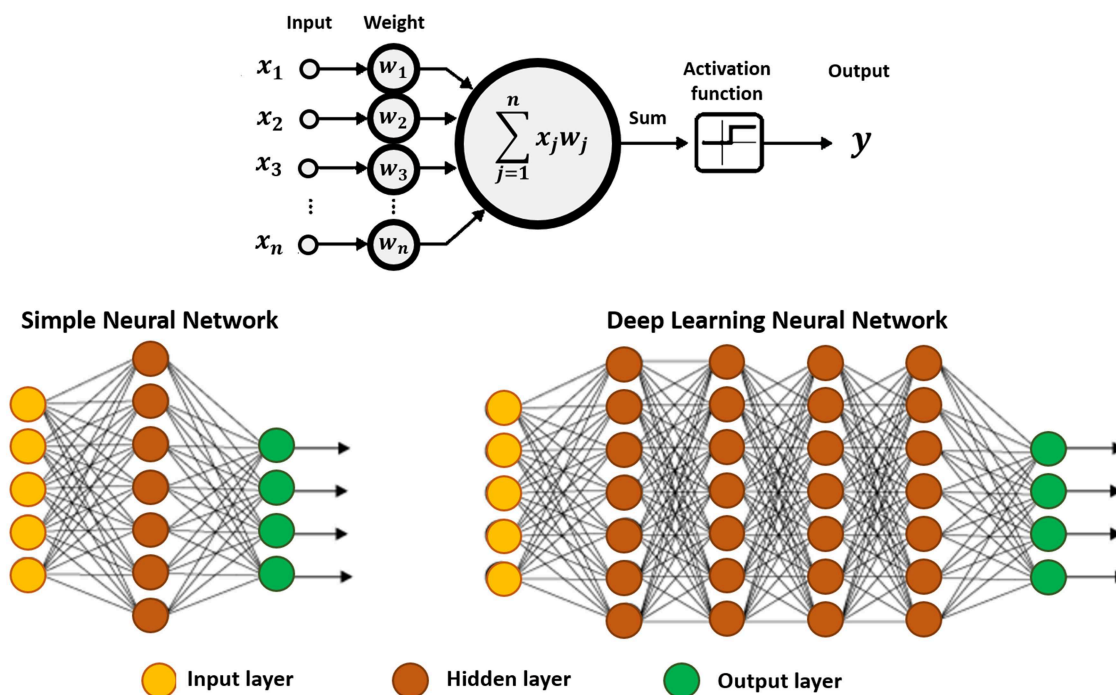 Input Weight
Activation function
Output
x₁ w₁
x₂ w₂
x₃ w₃
⋮ ⋮
xₙ wₙ
n
∑ xⱼwⱼ
j=1
Sum
y
Simple Neural Network
Deep Learning Neural Network
Input layer
Hidden layer
Output layer